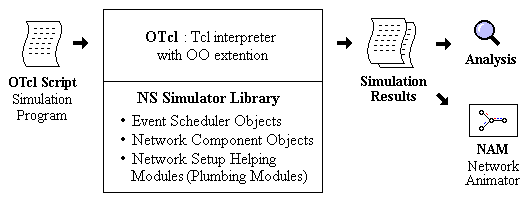 OTcl Script
Simulation
Program
OTcl : Tcl interpreter
with OO extention
NS Simulator Library
• Event Scheduler Objects
• Network Component Objects
• Network Setup Helping
Modules (Plumbing Modules)
Simulation
Results
Analysis
NAM
Network
Animator